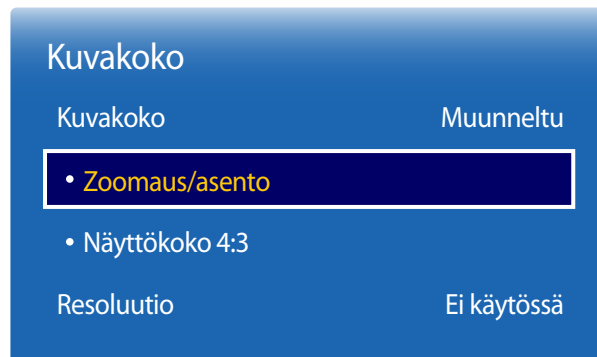 Kuvakoko
Kuvakoko Muunneltu
• Zoomaus/asento
• Näyttökoko 4:3
Resoluutio Ei käytössä